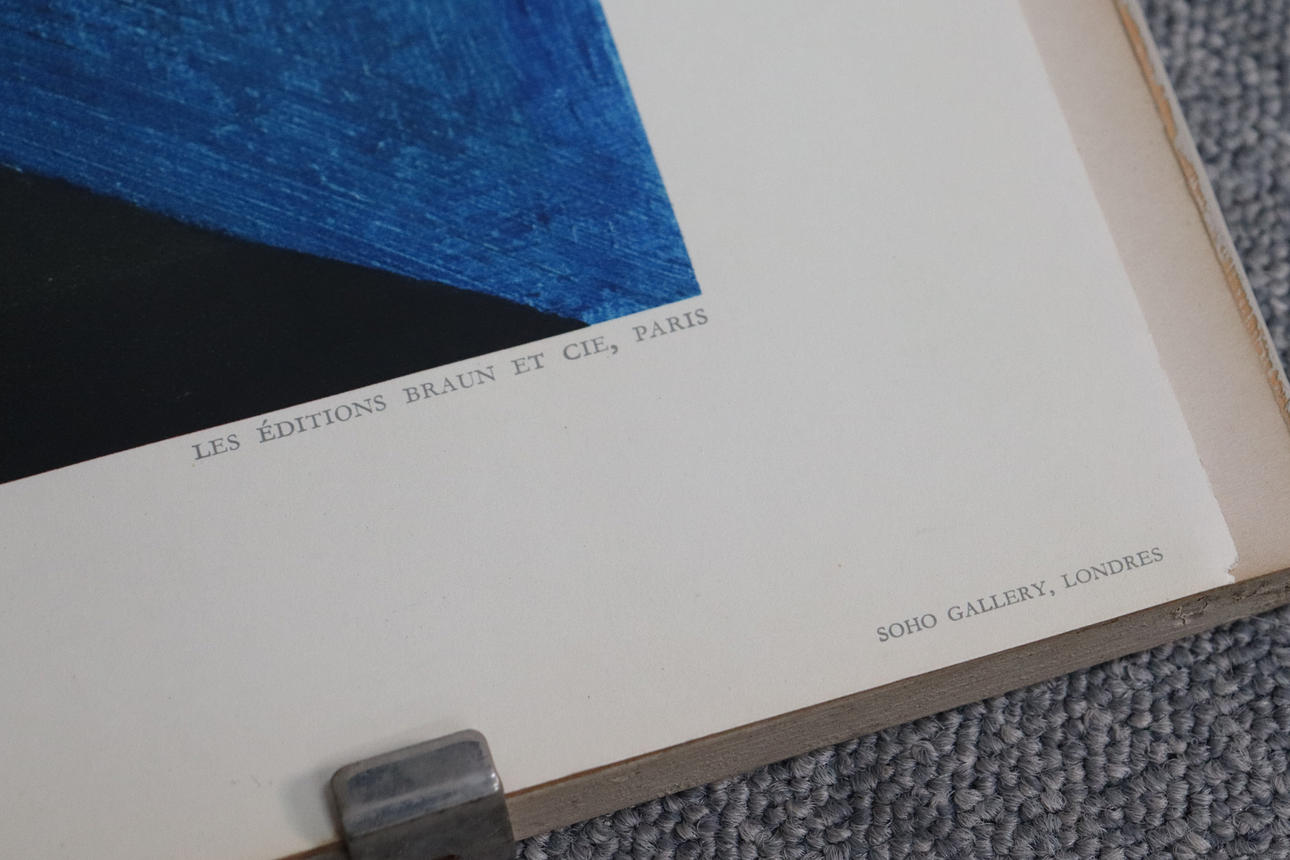 LES ÉDITIONS BRAUN ET CIE, PARIS
SOHO GALLERY, LONDRES